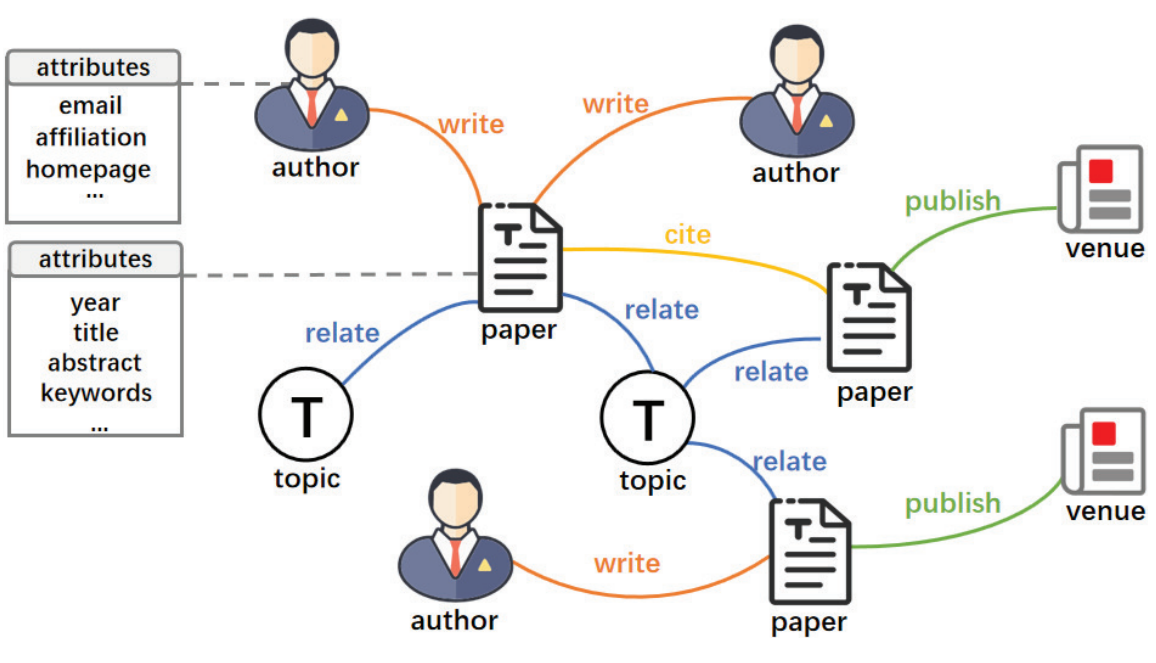 attributes
email
affiliation
homepage
...
attributes
year
title
abstract
keywords
...
author
write
write
author
publish
venue
cite
T
paper
relate
relate
T
relate
paper
T
topic
T
topic
relate
venue
publish
author
write
T
paper